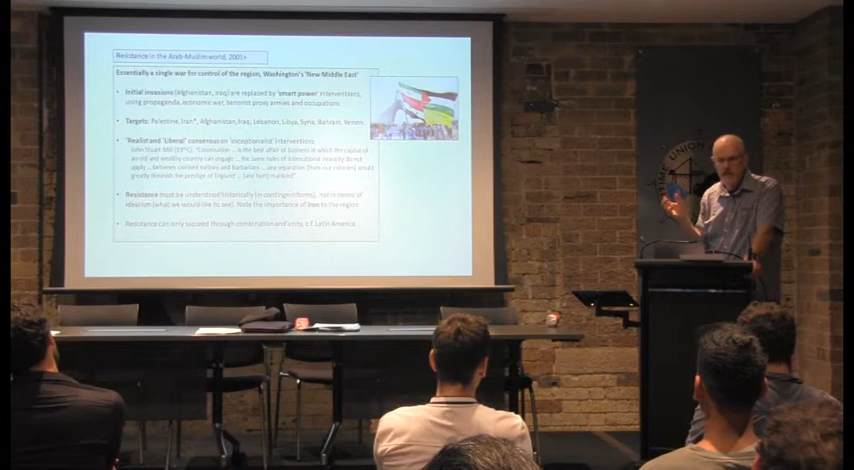 Resistance in the Arab-Muslim world, 2001+
Essentially a single war for control of the region, Washington's 'New Middle East'
• Initial invasions (Afghanistan, Iraq) are replaced by 'smart power' interventions,
using propaganda, economic war, terrorist proxy armies and occupations
• Targets: Palestine, Iran*, Afghanistan, Iraq, Lebanon, Libya, Syria, Bahrain, Yemen
• 'Realist and 'Liberal' consensus on 'exceptionalist' interventions
John Stuart Mill (19thC): "Colonisation ... is the best affair of business in which the capital of
an old and wealthy country can engage ... the same rules of international morality do not
apply ... between civilised nations and barbarians ... any separation [from our colonies] would
greatly diminish the prestige of England ... [and hurt] mankind"
• Resistance must be understood historically (in contingent forms), not in terms of
idealism (what we would like to see). Note the importance of Iran to the region.
• Resistance can only succeed through combination and unity, c.f. Latin America
TIME UNION